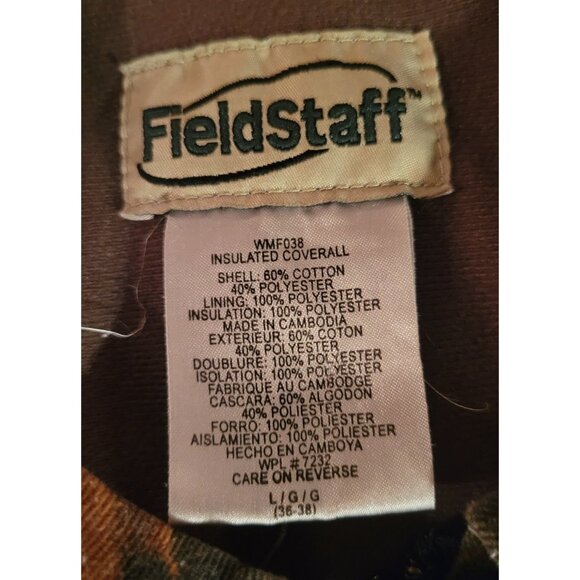 FieldStaff™
WMF038
INSULATED COVERALL
SHELL: 60% COTTON
40% POLYESTER
LINING: 100% POLYESTER
INSULATION: 100% POLYESTER
MADE IN CAMBODIA
EXTERIEUR: 60% COTON
40% POLYESTER
DOUBLURE: 100% POLYESTER
ISOLATION: 100% POLYESTER
FABRIQUE AU CAMBODGE
CASCARA: 60% ALGODON
40% POLIESTER
FORRO: 100% POLIESTER
AISLAMIENTO: 100% POLIESTER
HECHO EN CAMBOYA
WPL # 7232
CARE ON REVERSE
L/G/G
(36-38)